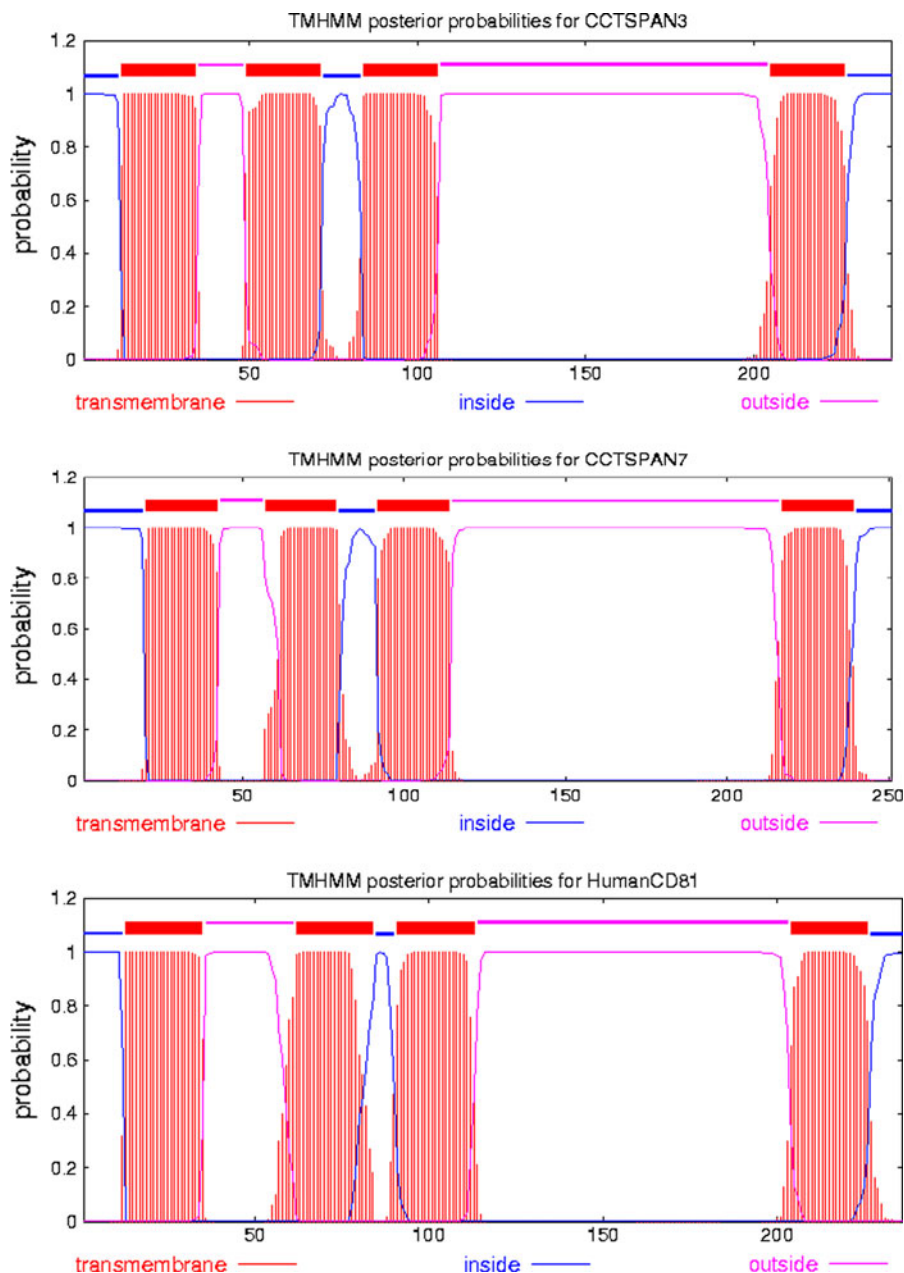 TMHMM posterior probabilities for CCTSPAN3
1.2
1
0.8
0.6
0.4
0.2
0
probability
50 100 150 200
transmembrane inside outside
TMHMM posterior probabilities for CCTSPAN7
1.2
1
0.8
0.6
0.4
0.2
0
probability
50 100 150 200 250
transmembrane inside outside
TMHMM posterior probabilities for HumanCD81
1.2
1
0.8
0.6
0.4
0.2
0
probability
50 100 150 200
transmembrane inside outside